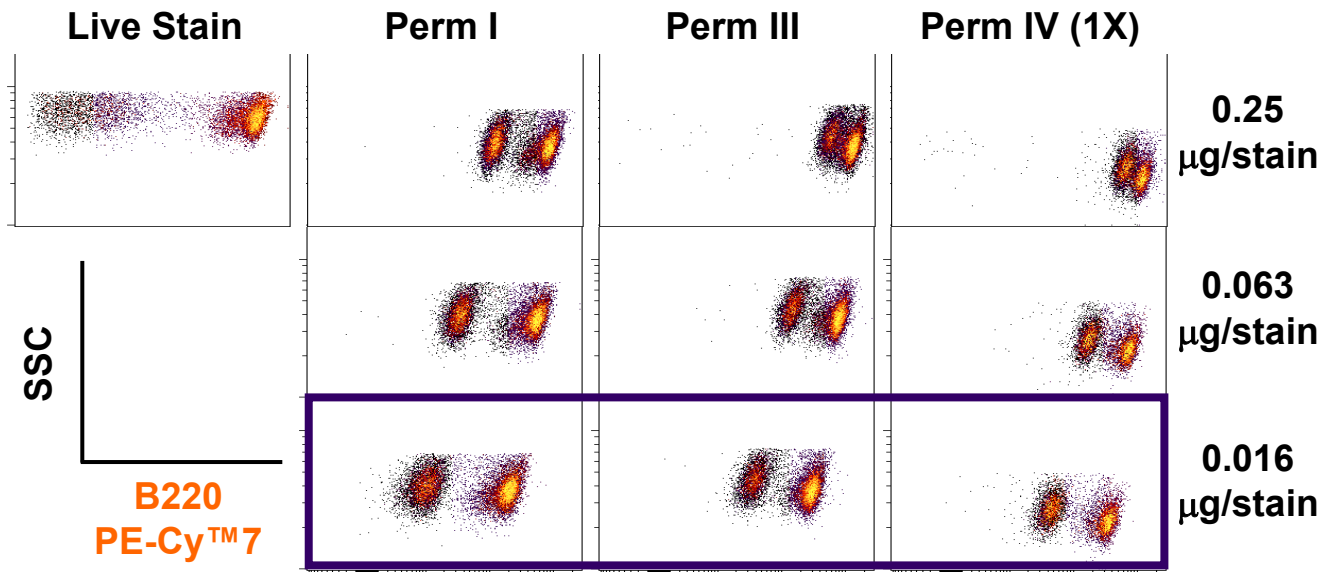 Live Stain Perm I Perm III Perm IV (1X)
0.25
μg/stain
0.063
μg/stain
SSC
0.016
μg/stain
B220
PE-Cy™7